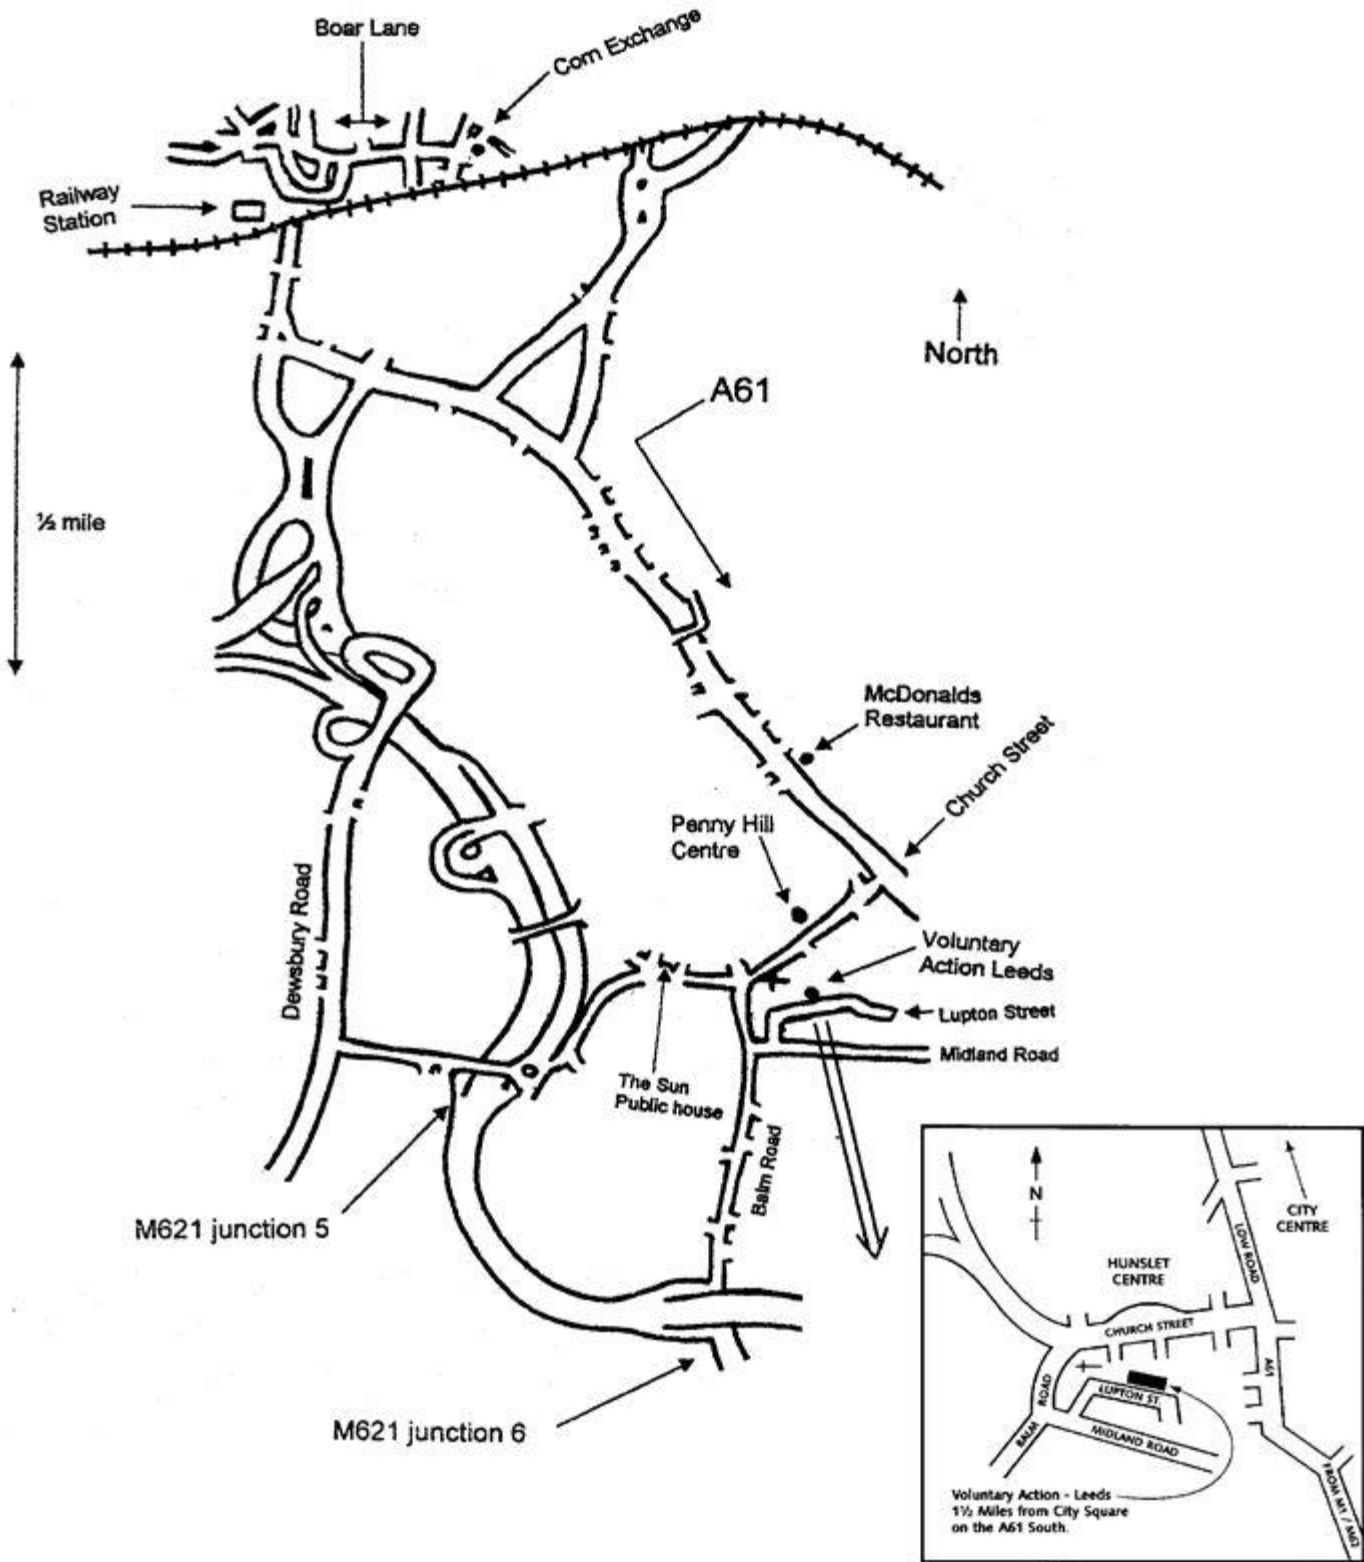 Boar Lane
Corn Exchange
Railway
Station
North
A61
½ mile
McDonalds
Restaurant
Church Street
Penny Hill
Centre
Voluntary
Action Leeds
Dewsbury Road
Lupton Street
Midland Road
The Sun
Public house
Balm Road
M621 junction 5
M621 junction 6
N
CITY
CENTRE
LOW ROAD
HUNSLET
CENTRE
CHURCH STREET
A61
LUPTON ST.
BALM ROAD
MIDLAND ROAD
FROM M1 / M62
Voluntary Action - Leeds
1½ Miles from City Square
on the A61 South.